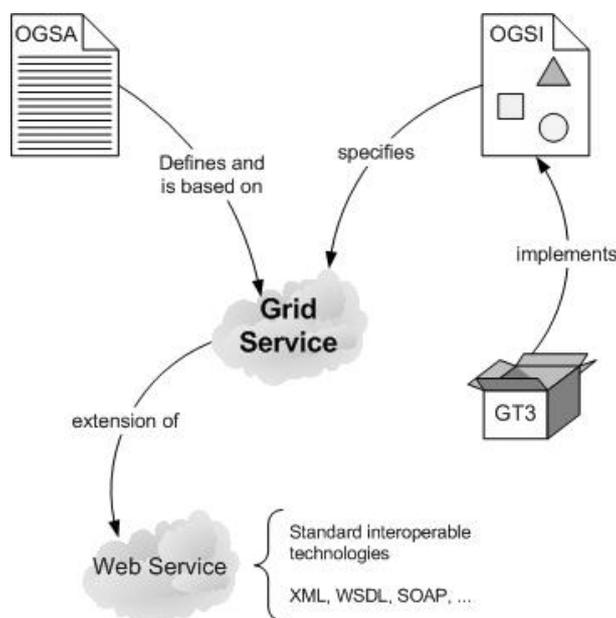 OGSA
OGSI
Defines and
is based on
specifies
implements
Grid
Service
GT3
extension of
Web Service
Standard interoperable
technologies
XML, WSDL, SOAP, ...